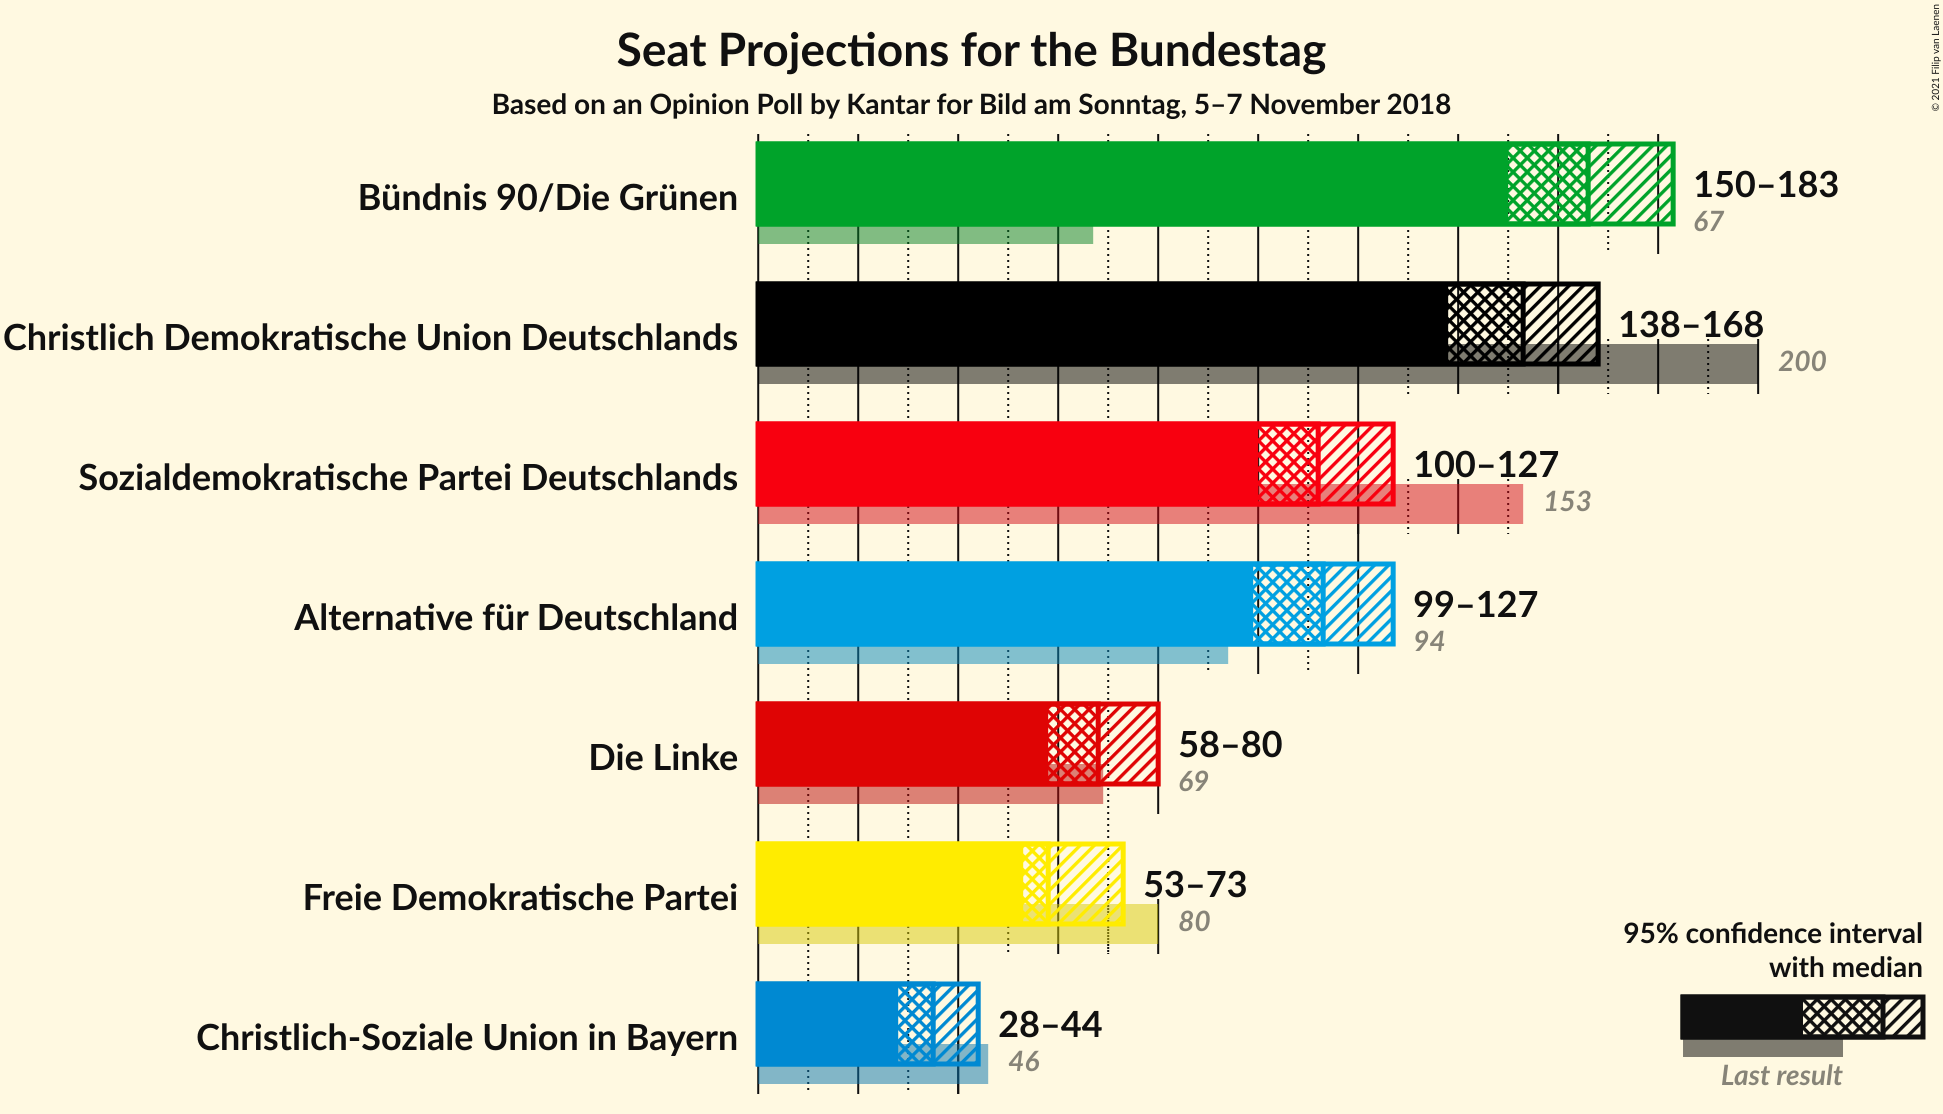 Seat Projections for the Bundestag
Based on an Opinion Poll by Kantar for Bild am Sonntag, 5–7 November 2018
© 2021 Filip van Laenen
Bündnis 90/Die Grünen
150–183
67
Christlich Demokratische Union Deutschlands
138–168
200
Sozialdemokratische Partei Deutschlands
100–127
153
Alternative für Deutschland
99–127
94
Die Linke
58–80
69
Freie Demokratische Partei
53–73
80
Christlich-Soziale Union in Bayern
28–44
46
95% confidence interval
with median
Last result